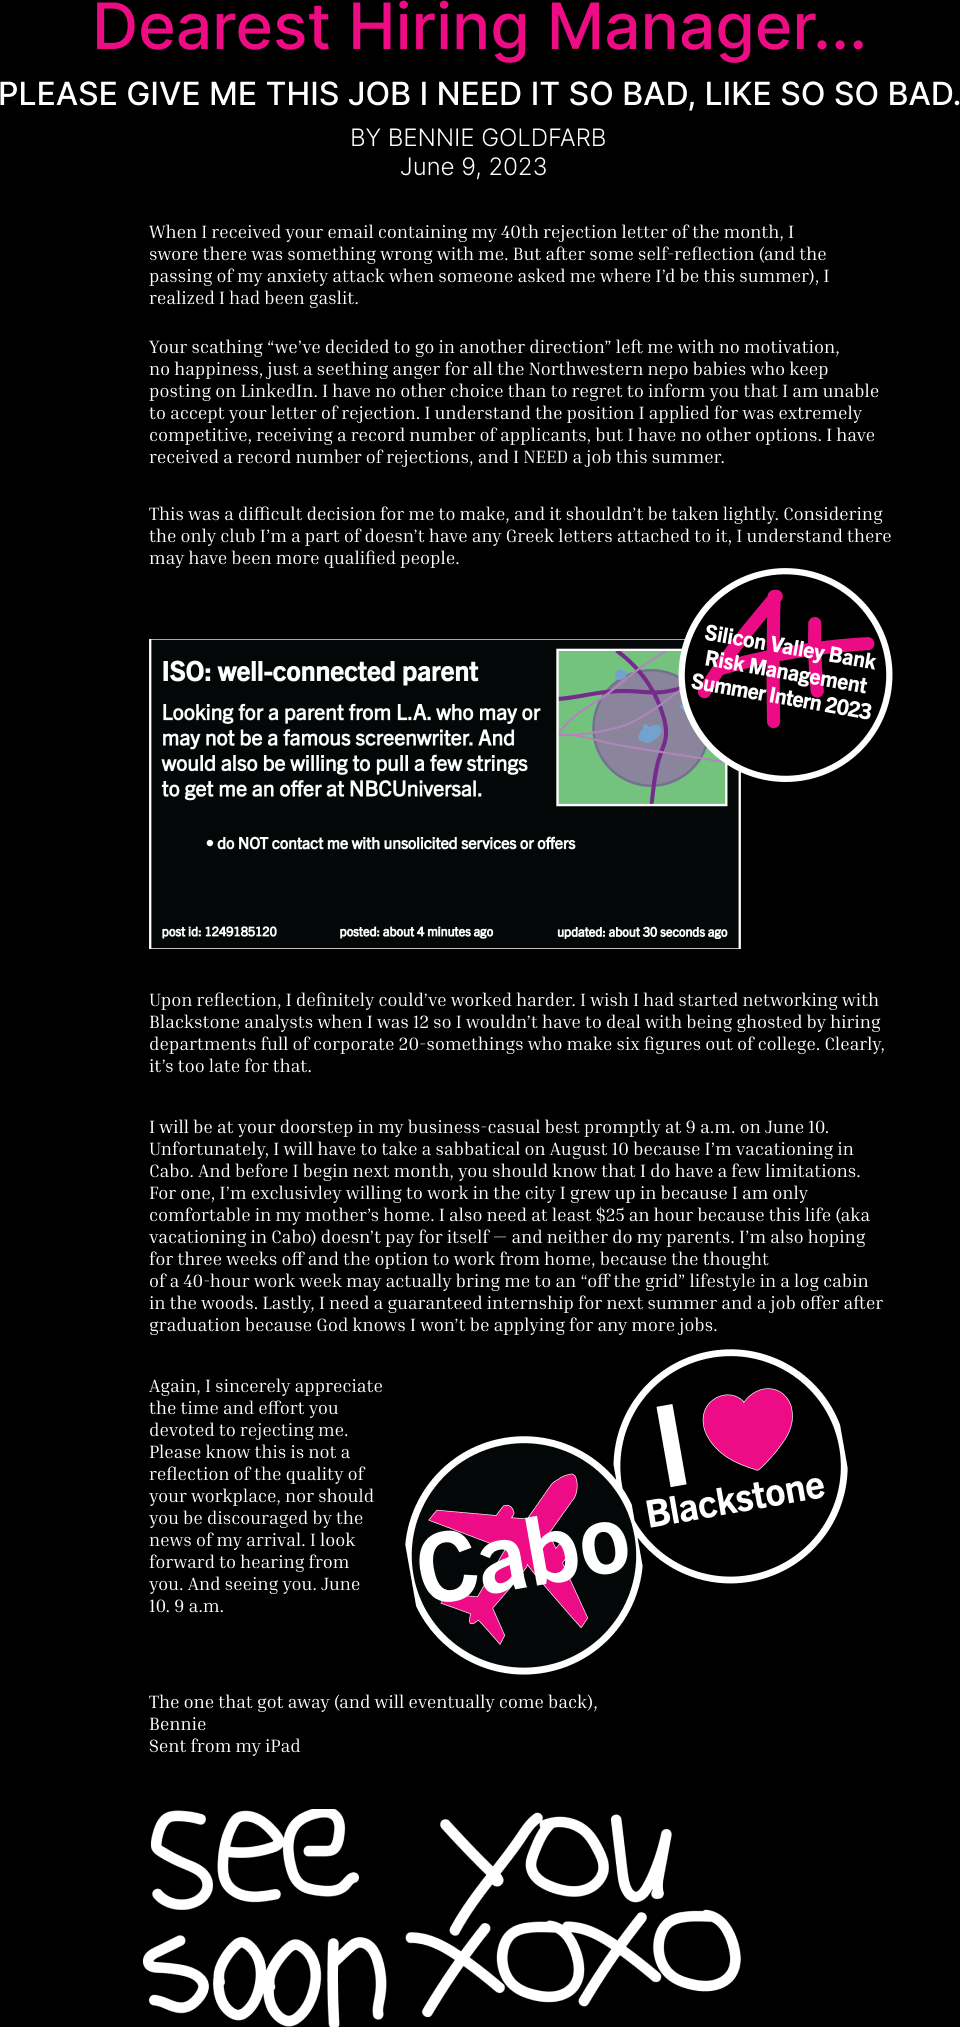 Dearest Hiring Manager...
PLEASE GIVE ME THIS JOB I NEED IT SO BAD, LIKE SO SO BAD.
BY BENNIE GOLDFARB
June 9, 2023
When I received your email containing my 40th rejection letter of the month, I
swore there was something wrong with me. But after some self-reflection (and the
passing of my anxiety attack when someone asked me where I’d be this summer), I
realized I had been gaslit.
Your scathing “we’ve decided to go in another direction” left me with no motivation,
no happiness, just a seething anger for all the Northwestern nepo babies who keep
posting on LinkedIn. I have no other choice than to regret to inform you that I am unable
to accept your letter of rejection. I understand the position I applied for was extremely
competitive, receiving a record number of applicants, but I have no other options. I have
received a record number of rejections, and I NEED a job this summer.
This was a difficult decision for me to make, and it shouldn’t be taken lightly. Considering
the only club I’m a part of doesn’t have any Greek letters attached to it, I understand there
may have been more qualified people.
A+
Silicon Valley Bank
Risk Management
Summer Intern 2023
ISO: well-connected parent
Looking for a parent from L.A. who may or
may not be a famous screenwriter. And
would also be willing to pull a few strings
to get me an offer at NBCUniversal.
• do NOT contact me with unsolicited services or offers
post id: 1249185120 posted: about 4 minutes ago updated: about 30 seconds ago
Upon reflection, I definitely could’ve worked harder. I wish I had started networking with
Blackstone analysts when I was 12 so I wouldn’t have to deal with being ghosted by hiring
departments full of corporate 20-somethings who make six figures out of college. Clearly,
it’s too late for that.
I will be at your doorstep in my business-casual best promptly at 9 a.m. on June 10.
Unfortunately, I will have to take a sabbatical on August 10 because I’m vacationing in
Cabo. And before I begin next month, you should know that I do have a few limitations.
For one, I’m exclusivley willing to work in the city I grew up in because I am only
comfortable in my mother’s home. I also need at least $25 an hour because this life (aka
vacationing in Cabo) doesn’t pay for itself — and neither do my parents. I’m also hoping
for three weeks off and the option to work from home, because the thought
of a 40-hour work week may actually bring me to an “off the grid” lifestyle in a log cabin
in the woods. Lastly, I need a guaranteed internship for next summer and a job offer after
graduation because God knows I won’t be applying for any more jobs.
Again, I sincerely appreciate
the time and effort you
devoted to rejecting me.
Please know this is not a
reflection of the quality of
your workplace, nor should
you be discouraged by the
news of my arrival. I look
forward to hearing from
you. And seeing you. June
10. 9 a.m.
I
Blackstone
Cabo
The one that got away (and will eventually come back),
Bennie
Sent from my iPad
see you
soon xoxo